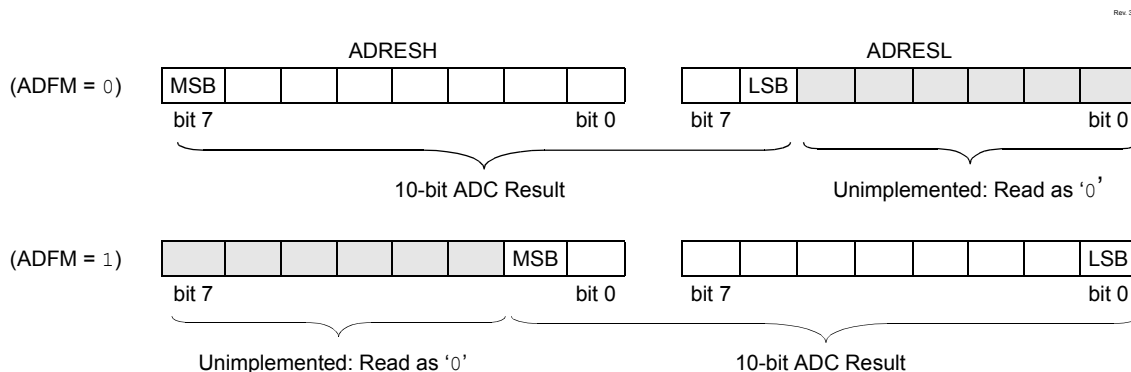 Rev. 3
ADRESH ADRESL
(ADFM = 0) MSB LSB
bit 7 bit 0 bit 7 bit 0
10-bit ADC Result Unimplemented: Read as ‘0’
(ADFM = 1) MSB LSB
bit 7 bit 0 bit 7 bit 0
Unimplemented: Read as ‘0’ 10-bit ADC Result